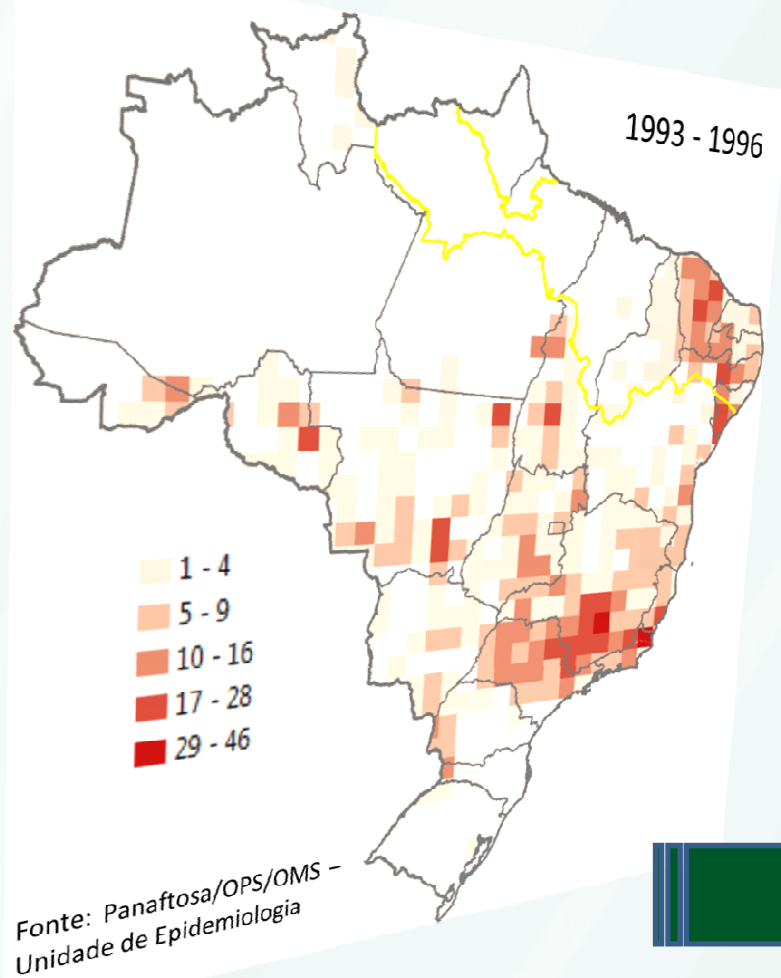 1993 - 1996
1 - 4
5 - 9
10 - 16
17 - 28
29 - 46
Fonte: Panaftosa/OPS/OMS –
Unidade de Epidemiologia